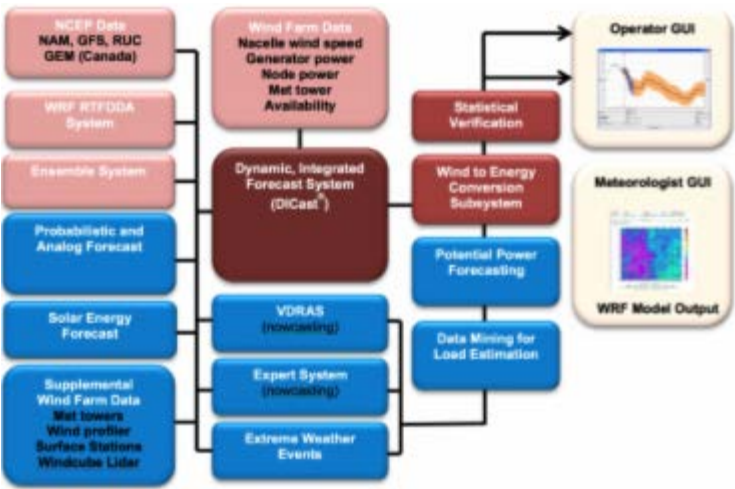 NCEP Data
NAM, GFS, RUC
GEM (Canada)
WRF RTFDDA
System
Ensemble System
Probabilistic and
Analog Forecast
Solar Energy
Forecast
Supplemental
Wind Farm Data
Met towers
Wind profiler
Surface Stations
Windcube Lidar
Wind Farm Data
Nacelle wind speed
Generator power
Node power
Met tower
Availability
Dynamic, Integrated
Forecast System
(DICast®)
VDRAS
(nowcasting)
Expert System
(nowcasting)
Extreme Weather
Events
Statistical
Verification
Wind to Energy
Conversion
Subsystem
Potential Power
Forecasting
Data Mining for
Load Estimation
Operator GUI
Meteorologist GUI
WRF Model Output